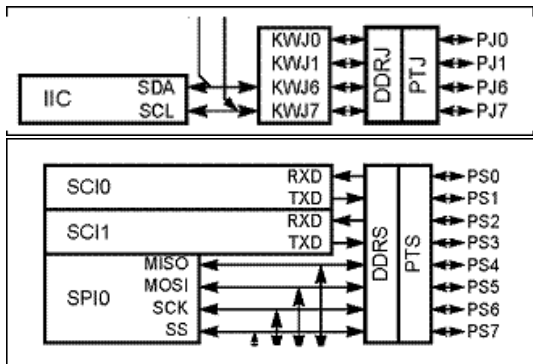 KWJ0 PJ0
KWJ1 DDRJ PTJ PJ1
IIC SDA KWJ6 PJ6
SCL KWJ7 PJ7
SCI0 RXD PS0
TXD PS1
SCI1 RXD PS2
TXD DDRS PTS PS3
MISO PS4
SPI0 MOSI PS5
SCK PS6
SS PS7